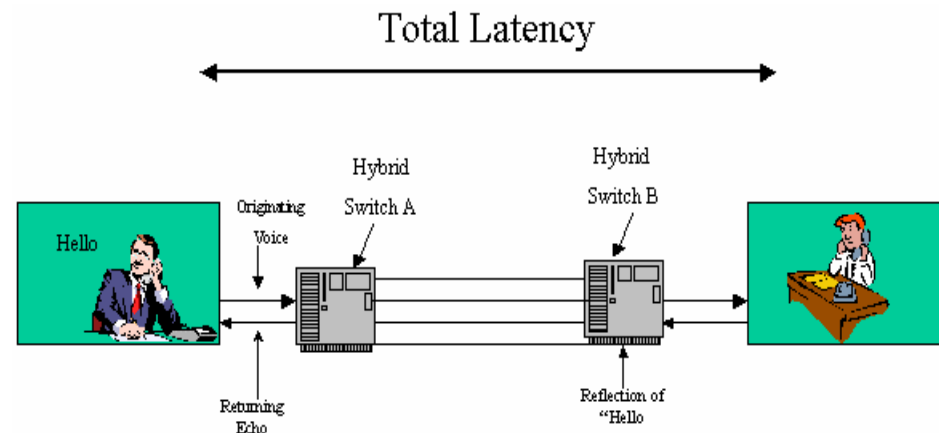 Total Latency
Hybrid
Switch A
Hybrid
Switch B
Originating
Voice
Hello
Returning
Echo
Reflection of
“Hello